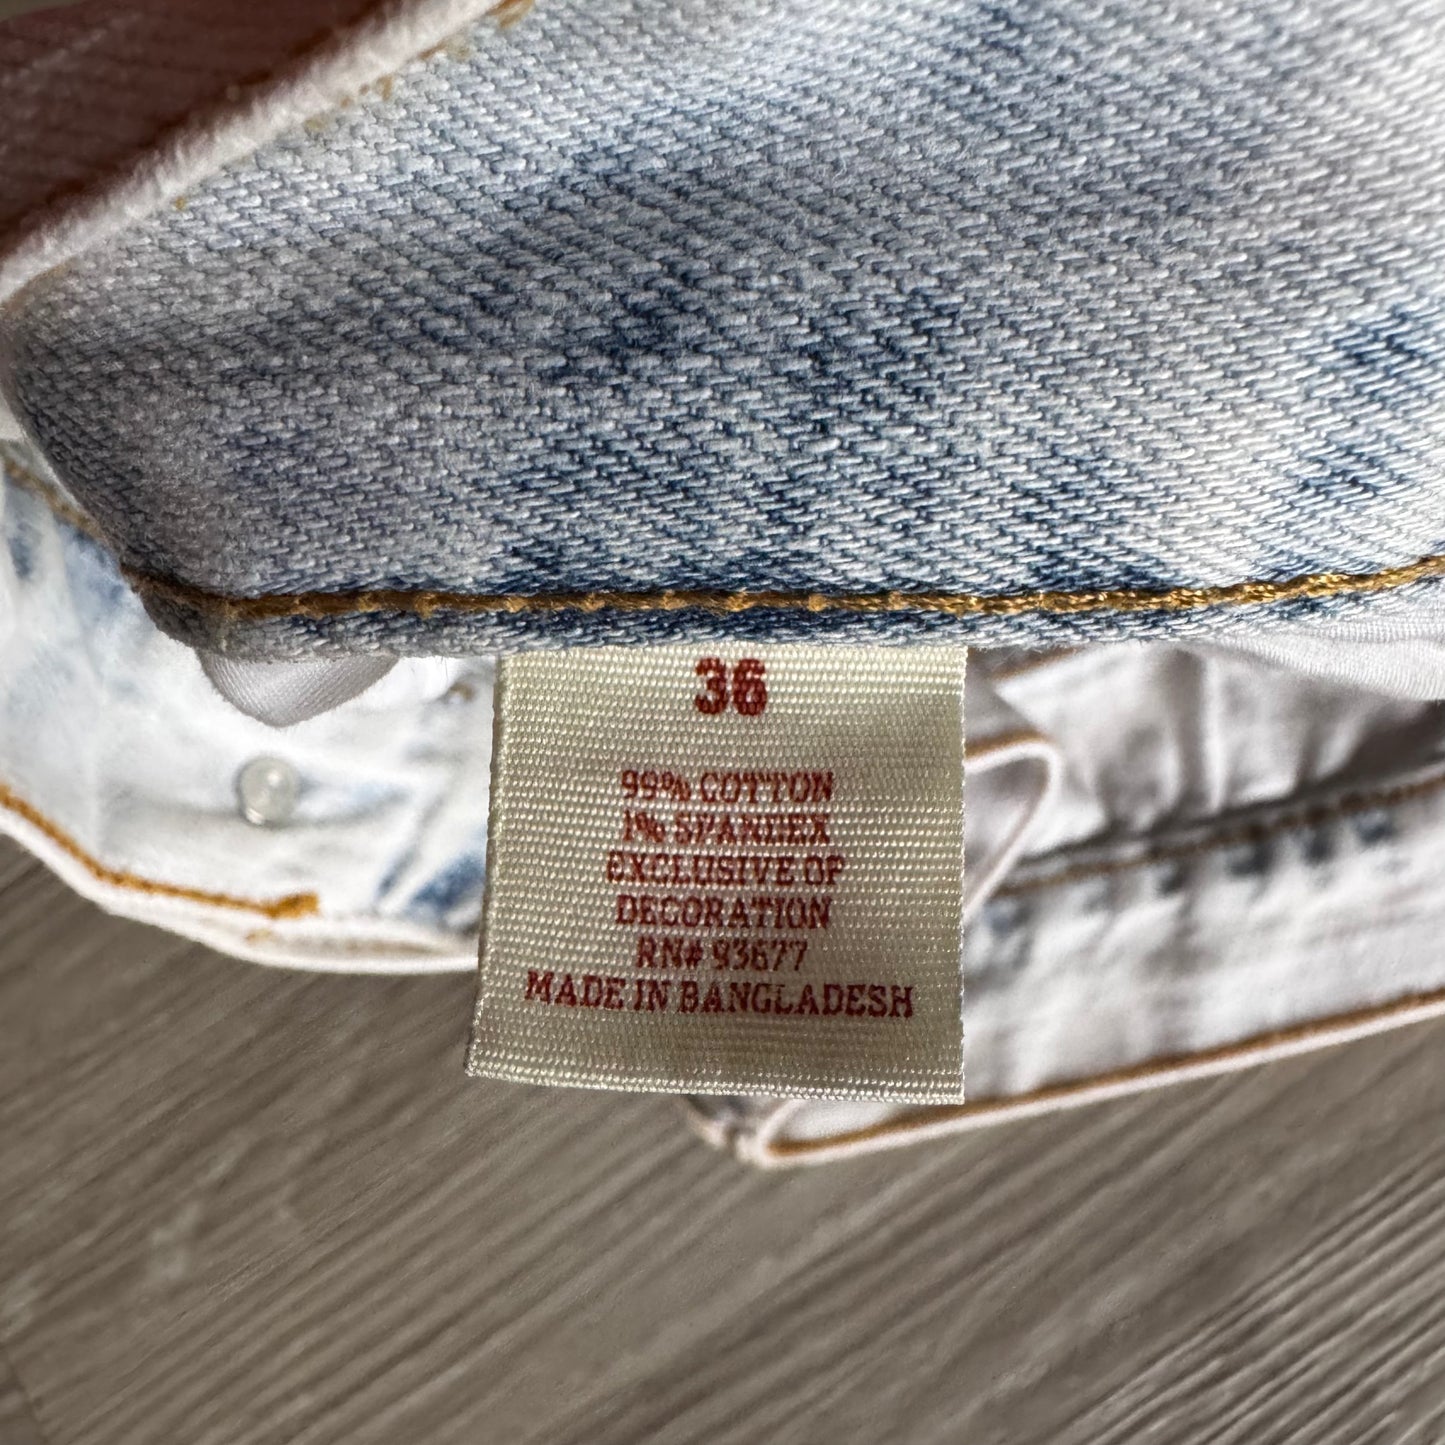 36
99% COTTON
1% SPANDEX
EXCLUSIVE OF
DECORATION
RN# 93677
MADE IN BANGLADESH